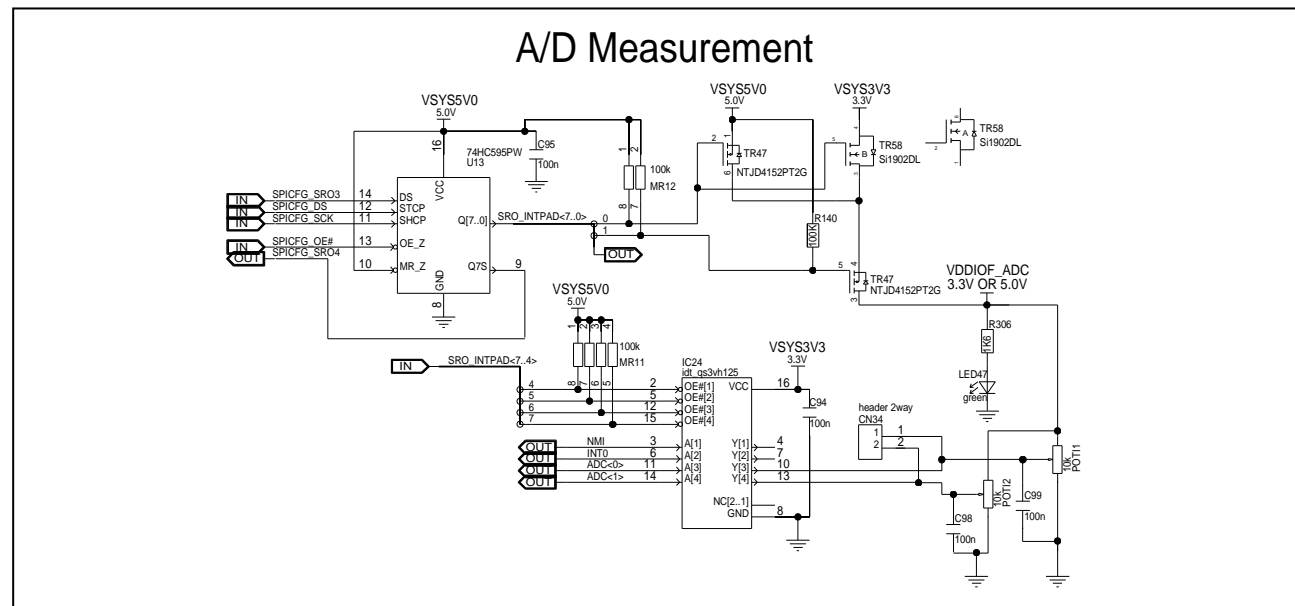 A/D Measurement
VSYS5V0
5.0V
16
74HC595PW
U13
C95
100n
VCC
IN SPICFG_SRO3 14 DS
IN SPICFG_DS 12 STCP
IN SPICFG_SCK 11 SHCP
IN SPICFG_OE# 13 OE_Z
OUT SPICFG_SRO4
10 MR_Z
Q[7..0]
Q7S 9
GND
8
SRO_INTPAD<7..0>
0
1
OUT
1 2
100k
MR12
8 7
VSYS5V0
5.0V
2
1
6
TR47
NTJD4152PT2G
R140
100K
VSYS3V3
3.3V
5
4
B
3
TR58
Si1902DL
2
6
A
1
TR58
Si1902DL
5
4
TR47
NTJD4152PT2G
3
VDDIOF_ADC
3.3V OR 5.0V
R306
1K6
LED47
green
VSYS5V0
5.0V
1 2 3 4
100k
MR11
8 7 6 5
IN SRO_INTPAD<7..4>
4
5
6
7
IC24
idt_qs3vh125
2 OE#[1]
5 OE#[2]
12 OE#[3]
15 OE#[4]
OUT NMI 3 A[1]
OUT INT0 6 A[2]
OUT ADC<0> 11 A[3]
OUT ADC<1> 14 A[4]
VCC 16
Y[1] 4
Y[2] 7
Y[3] 10
Y[4] 13
NC[2..1]
GND 8
VSYS3V3
3.3V
C94
100n
header 2way
CN34
1 1
2 2
10k
POTI1
10k
POTI2
C99
100n
C98
100n